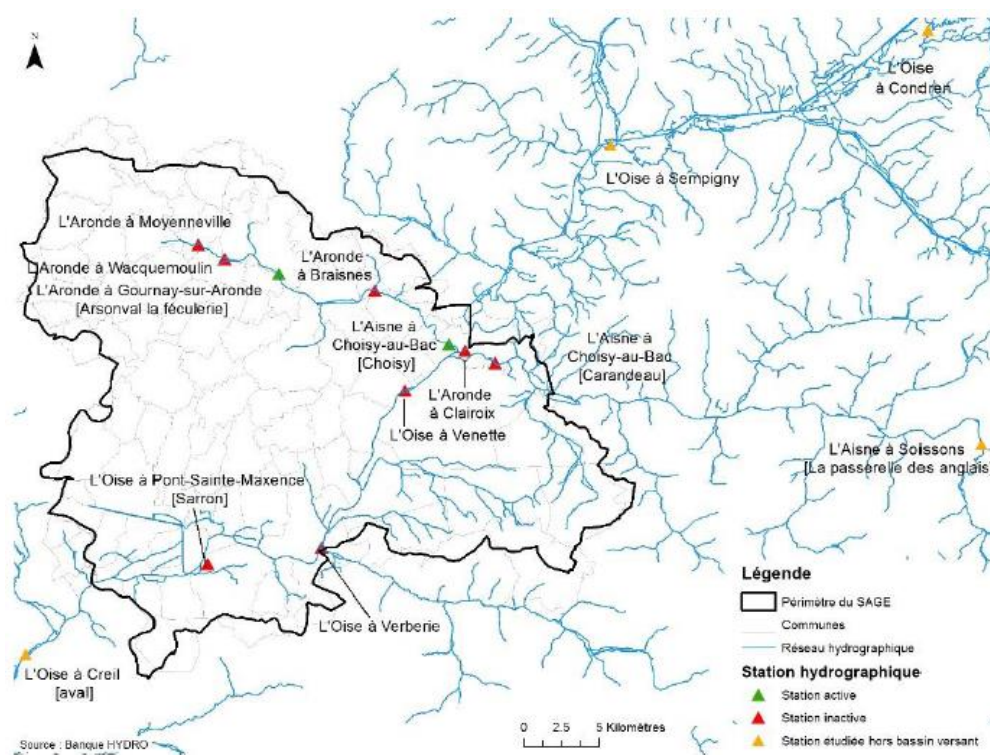 N
L'Oise
à Condren
L'Oise à Sempigny
L'Aronde à Moyenneville
L'Aronde à Wacquemoulin
L'Aronde à Gournay-sur-Aronde
[Arsonval la féculerie]
L'Aronde
à Braisnes
L'Aisne à
Choisy-au-Bac
[Choisy]
L'Aisne à
Choisy-au-Bac
[Carandeau]
L'Aronde
à Clairoix
L'Oise à Venette
L'Aisne à Soissons
[La passerelle des anglais]
L'Oise à Pont-Sainte-Maxence
[Sarron]
L'Oise à Verberie
L'Oise à Creil
[aval]
Légende
Périmètre du SAGE
Communes
Réseau hydrographique
Station hydrographique
Station active
Station inactive
Station étudiée hors bassin versant
0 2.5 5 Kilomètres
Source : Banque HYDRO